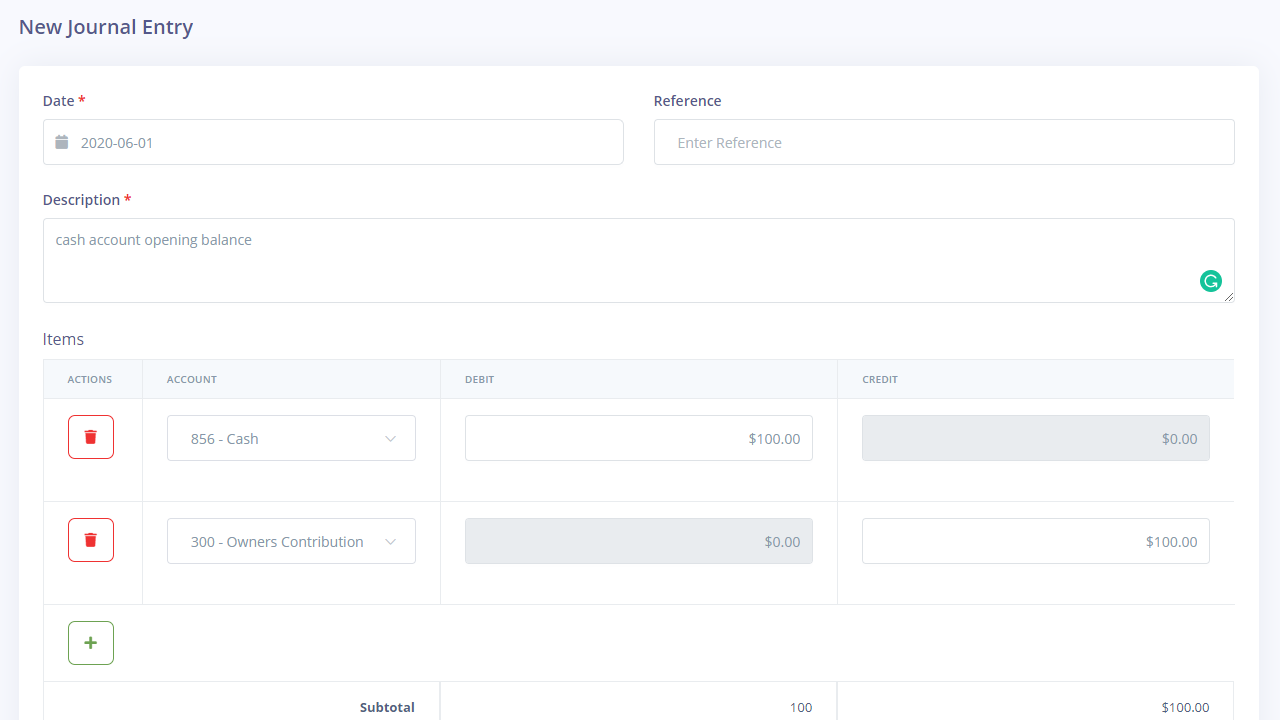 New Journal Entry
Date * Reference
2020-06-01 Enter Reference
Description *
cash account opening balance
Items
ACTIONS ACCOUNT DEBIT CREDIT
856 - Cash $100.00 $0.00
300 - Owners Contribution $0.00 $100.00
Subtotal 100 $100.00